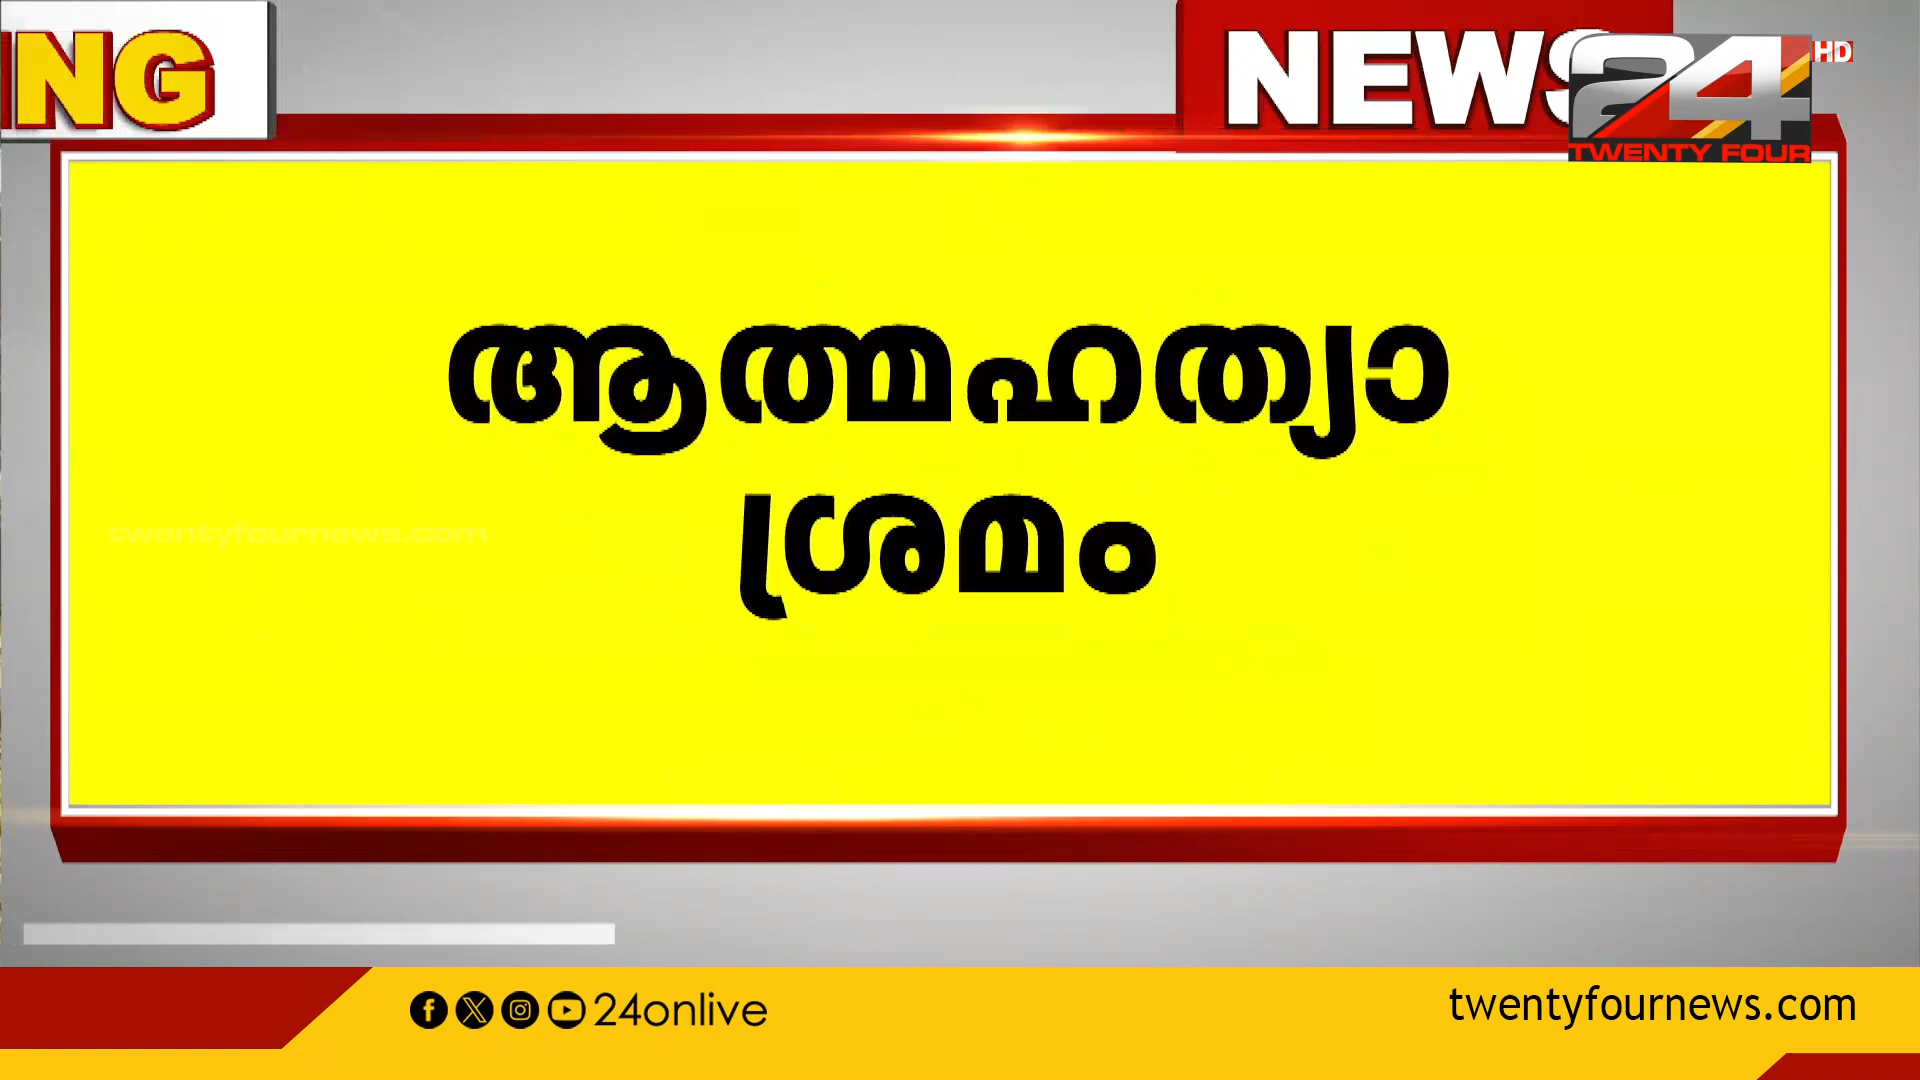 NG
NEWS
24 HD
TWENTY FOUR
ആത്മഹത്യാ
ശ്രമം
twentyfournews.com
24onlive
twentyfournews.com